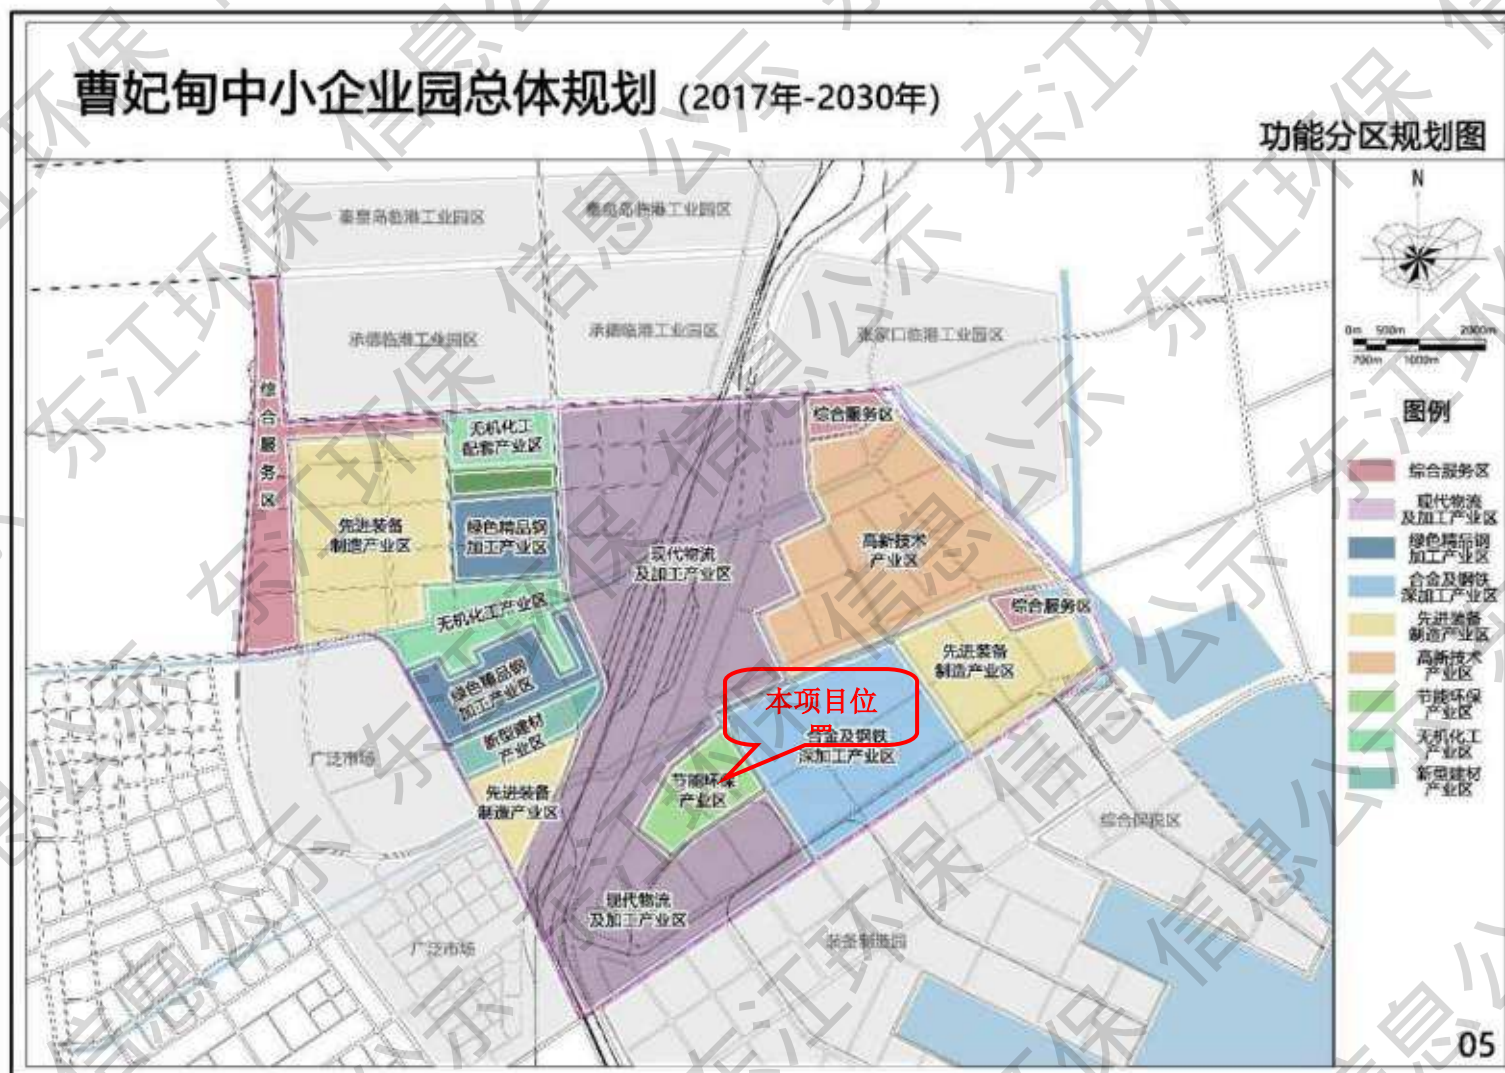 曹妃甸中小企业园总体规划 (2017年-2030年)
功能分区规划图
N
0m 500m 2000m
700m 1000m
图例
综合服务区
现代物流
及加工产业区
绿色精品钢
加工产业区
合金及钢铁
深加工产业区
先进装备
制造产业区
高新技术
产业区
节能环保
产业区
无机化工
产业区
新型建材
产业区
秦皇岛临港工业园区
秦皇岛临港工业园区
承德临港工业园区
承德临港工业园区
张家口临港工业园区
综合服务区
无机化工
配套产业区
综合服务区
先进装备
制造产业区
绿色精品钢
加工产业区
现代物流
及加工产业区
高新技术
产业区
无机化工产业区
综合服务区
绿色精品钢
加工产业区
先进装备
制造产业区
本项目位
置
新型建材
产业区
合金及钢铁
深加工产业区
广泛市场
节能环保
产业区
先进装备
制造产业区
综合保税区
现代物流
及加工产业区
广泛市场
装备制造园
05
东江环保 信息公示